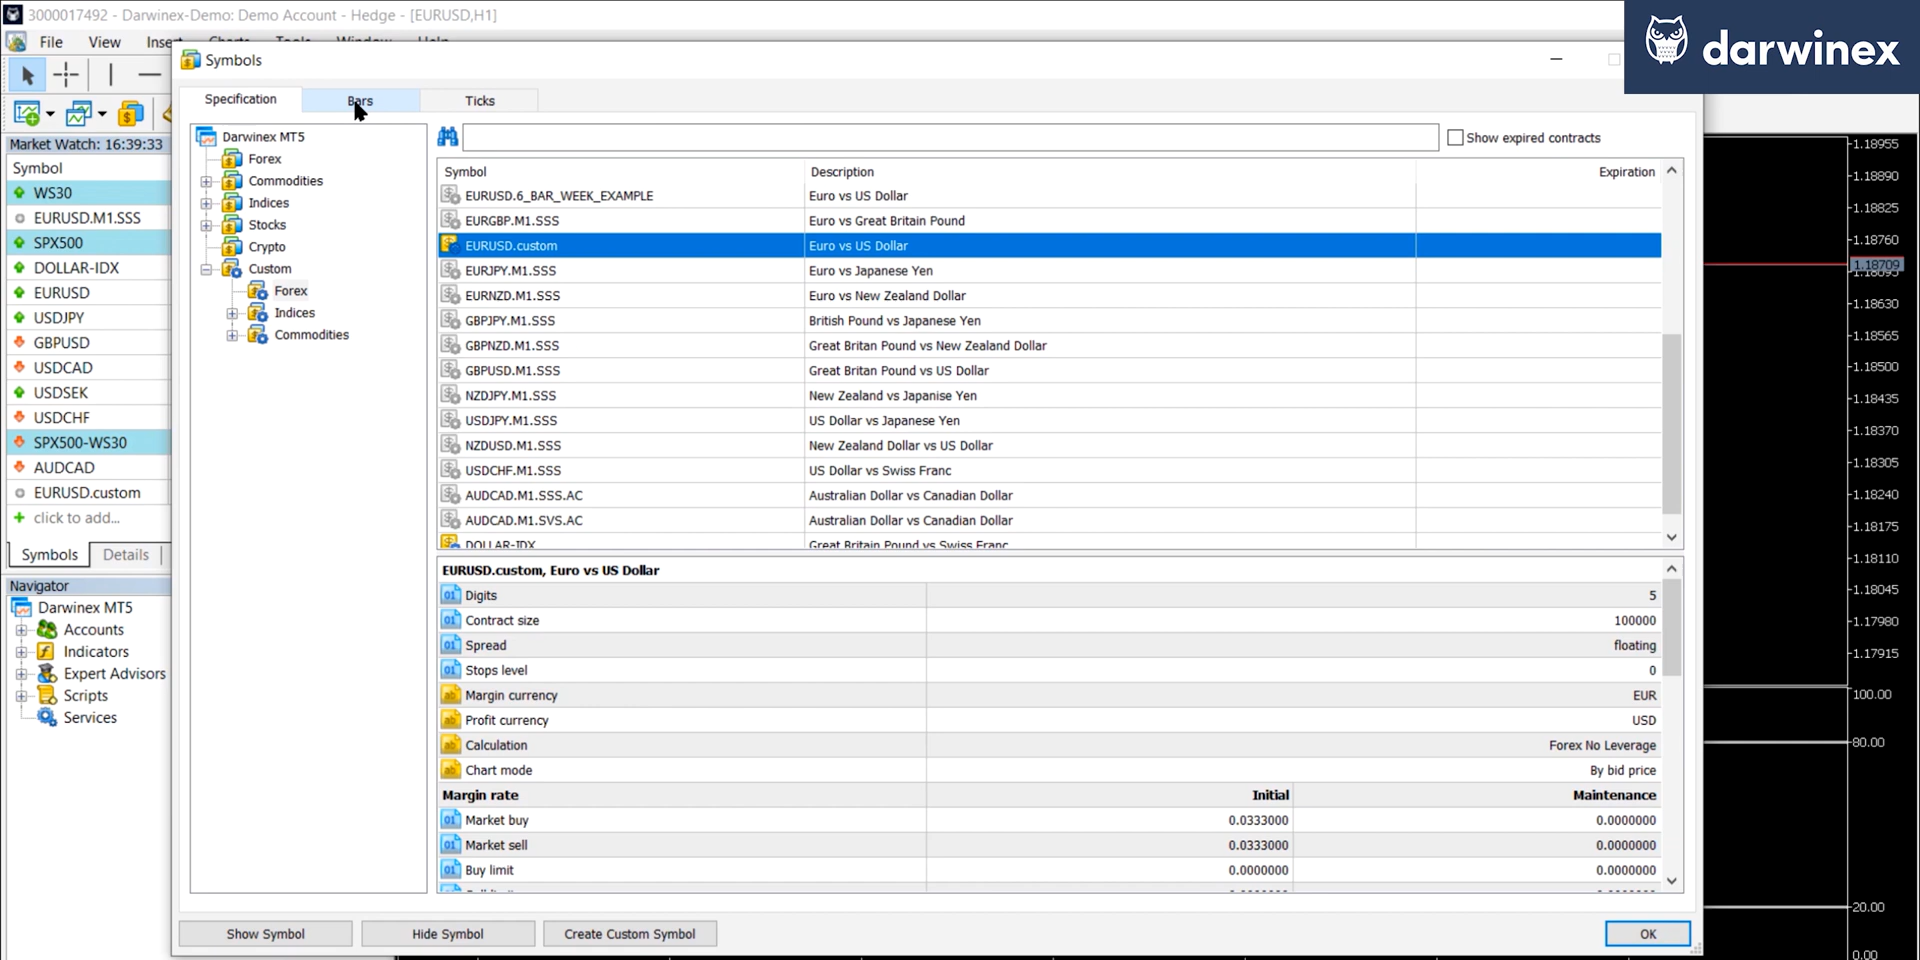 3000017492 - Darwinex-Demo: Demo Account - Hedge - [EURUSD,H1]
darwinex
File View Insert Charts Tools Window Help
Symbols
Specification Bars Ticks
Market Watch: 16:39:33
Symbol
WS30
EURUSD.M1.SSS
SPX500
DOLLAR-IDX
EURUSD
USDJPY
GBPUSD
USDCAD
USDSEK
USDCHF
SPX500-WS30
AUDCAD
EURUSD.custom
click to add...
Symbols Details
Navigator
Darwinex MT5
Accounts
Indicators
Expert Advisors
Scripts
Services
Darwinex MT5
Forex
Commodities
Indices
Stocks
Crypto
Custom
Forex
Indices
Commodities
Show expired contracts
Symbol Description Expiration
EURUSD.6_BAR_WEEK_EXAMPLE Euro vs US Dollar
EURGBP.M1.SSS Euro vs Great Britain Pound
EURUSD.custom Euro vs US Dollar
EURJPY.M1.SSS Euro vs Japanese Yen
EURNZD.M1.SSS Euro vs New Zealand Dollar
GBPJPY.M1.SSS British Pound vs Japanese Yen
GBPNZD.M1.SSS Great Britan Pound vs New Zealand Dollar
GBPUSD.M1.SSS Great Britan Pound vs US Dollar
NZDJPY.M1.SSS New Zealand vs Japanise Yen
USDJPY.M1.SSS US Dollar vs Japanese Yen
NZDUSD.M1.SSS New Zealand Dollar vs US Dollar
USDCHF.M1.SSS US Dollar vs Swiss Franc
AUDCAD.M1.SSS.AC Australian Dollar vs Canadian Dollar
AUDCAD.M1.SVS.AC Australian Dollar vs Canadian Dollar
DOLLAR-IDX Great Britain Pound vs Swiss Franc
EURUSD.custom, Euro vs US Dollar
Digits 5
Contract size 100000
Spread floating
Stops level 0
Margin currency EUR
Profit currency USD
Calculation Forex No Leverage
Chart mode By bid price
Margin rate Initial Maintenance
Market buy 0.0333000 0.0000000
Market sell 0.0333000 0.0000000
Buy limit 0.0000000 0.0000000
Show Symbol Hide Symbol Create Custom Symbol OK
1.18955
1.18890
1.18825
1.18760
1.18709
1.18695
1.18630
1.18565
1.18500
1.18435
1.18370
1.18305
1.18240
1.18175
1.18110
1.18045
1.17980
1.17915
100.00
80.00
20.00
0.00